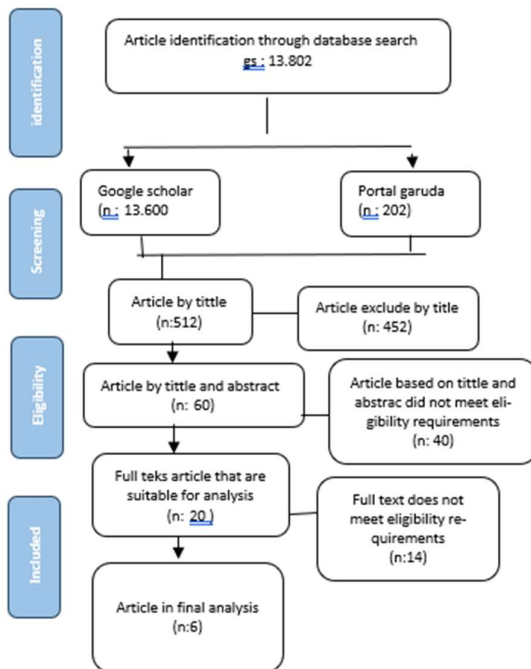 identification
Article identification through database search
gs : 13.802
Screening
Google scholar
(n : 13.600
Portal garuda
(n : 202)
Article by tittle
(n:512)
Article exclude by title
(n: 452)
Eligibility
Article by tittle and abstract
(n: 60)
Article based on tittle and
abstrac did not meet eli-
gibility requirements
(n: 40)
Included
Full teks article that are
suitable for analysis
(n: 20 )
Full text does not
meet eligibility re-
quirements
(n:14)
Article in final analysis
(n:6)